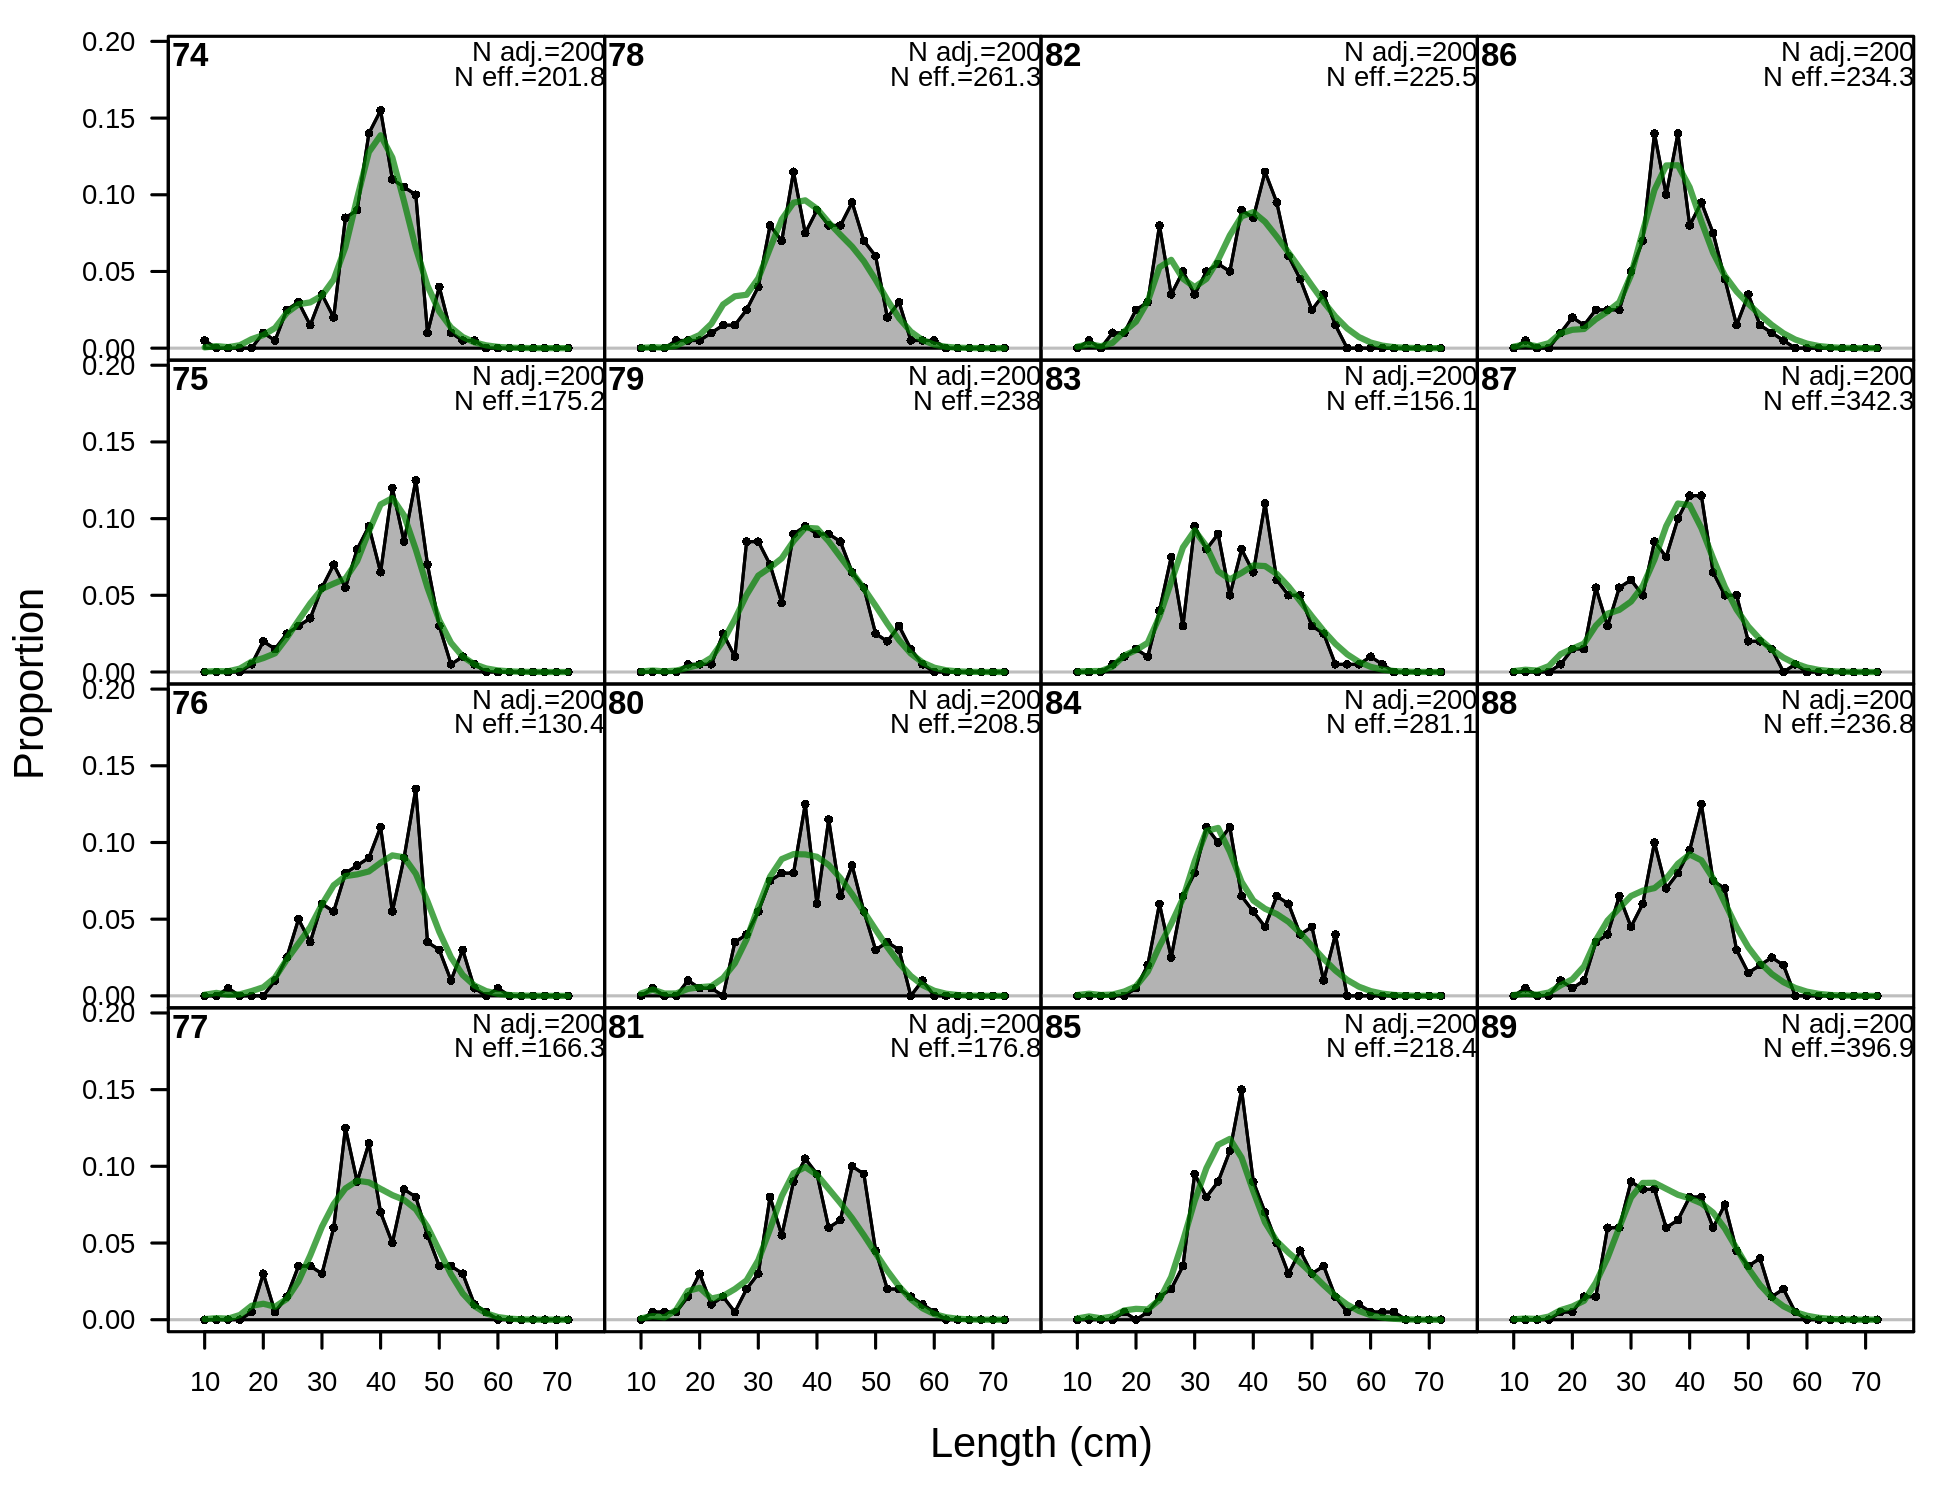 Proportion
0.20
0.15
0.10
0.05
0.00
74
N adj.=200
N eff.=201.8
78
N adj.=200
N eff.=261.3
82
N adj.=200
N eff.=225.5
86
N adj.=200
N eff.=234.3
0.20
0.15
0.10
0.05
0.00
75
N adj.=200
N eff.=175.2
79
N adj.=200
N eff.=238
83
N adj.=200
N eff.=156.1
87
N adj.=200
N eff.=342.3
0.20
0.15
0.10
0.05
0.00
76
N adj.=200
N eff.=130.4
80
N adj.=200
N eff.=208.5
84
N adj.=200
N eff.=281.1
88
N adj.=200
N eff.=236.8
0.20
0.15
0.10
0.05
0.00
77
N adj.=200
N eff.=166.3
81
N adj.=200
N eff.=176.8
85
N adj.=200
N eff.=218.4
89
N adj.=200
N eff.=396.9
10 20 30 40 50 60 70 10 20 30 40 50 60 70 10 20 30 40 50 60 70 10 20 30 40 50 60 70
Length (cm)